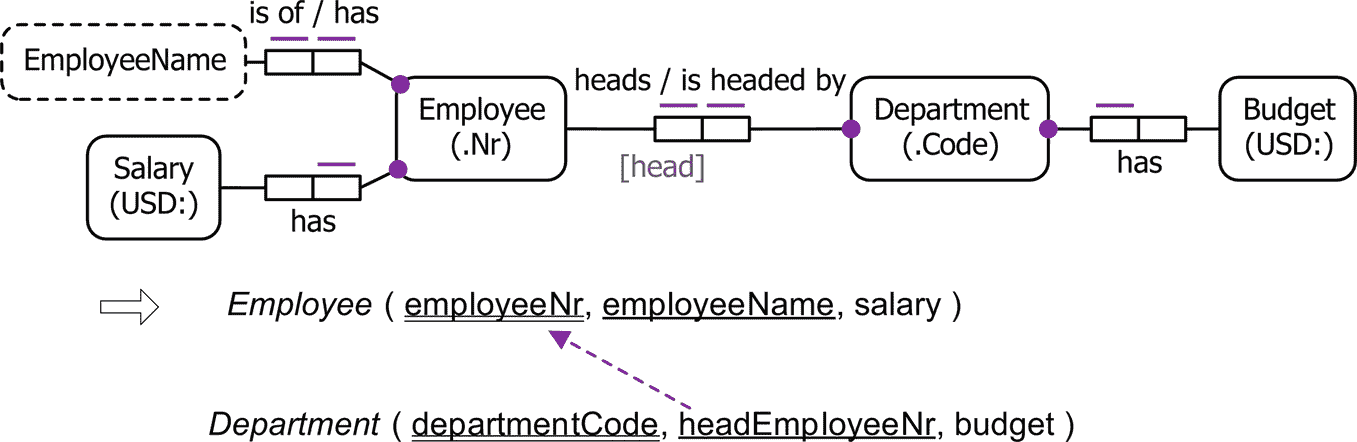 is of / has
EmployeeName
heads / is headed by
Employee
(.Nr)
Department
(.Code)
Budget
(USD:)
Salary
(USD:)
[head]
has
has
Employee ( employeeNr, employeeName, salary )
Department ( departmentCode, headEmployeeNr, budget )